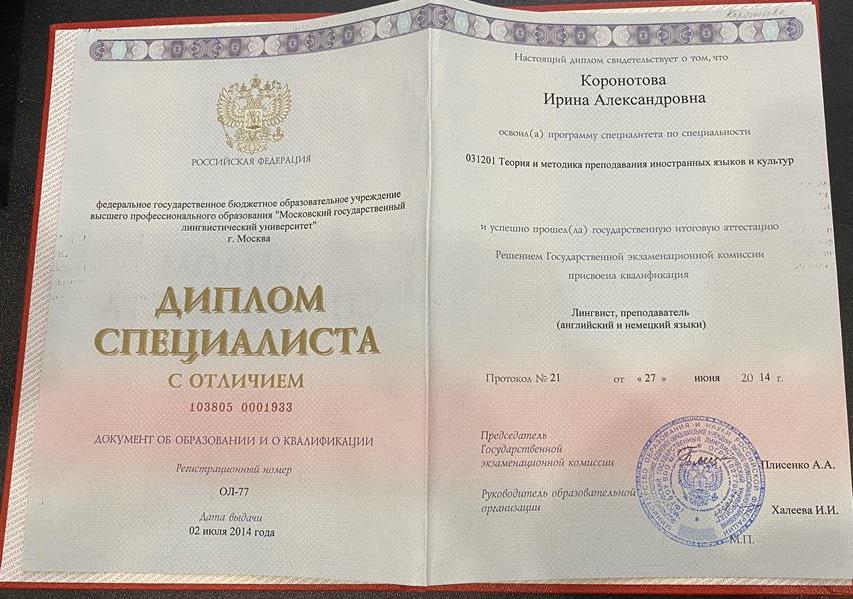 РОССИЙСКАЯ ФЕДЕРАЦИЯ
федеральное государственное бюджетное образовательное учреждение
высшего профессионального образования "Московский государственный
лингвистический университет"
г. Москва
ДИПЛОМ
СПЕЦИАЛИСТА
С ОТЛИЧИЕМ
103805 0001933
ДОКУМЕНТ ОБ ОБРАЗОВАНИИ И О КВАЛИФИКАЦИИ
Регистрационный номер
ОЛ-77
Дата выдачи
02 июля 2014 года
Настоящий диплом свидетельствует о том, что
Коронотова
Ирина Александровна
освоил(а) программу специалитета по специальности
031201 Теория и методика преподавания иностранных языков и культур
и успешно прошел(ла) государственную итоговую аттестацию
Решением Государственной экзаменационной комиссии
присвоена квалификация
Лингвист, преподаватель
(английский и немецкий языки)
Протокол № 21 от « 27 » июня 20 14 г.
Председатель
Государственной
экзаменационной комиссии
Плисенко А.А.
Руководитель образовательной
организации
Халеева И.И.
М.П.